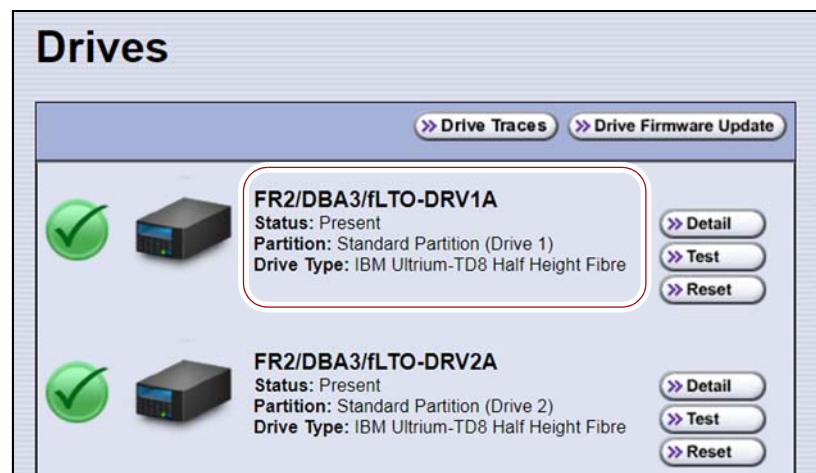 Drives
>> Drive Traces >> Drive Firmware Update
FR2/DBA3/fLTO-DRV1A
Status: Present
Partition: Standard Partition (Drive 1)
Drive Type: IBM Ultrium-TD8 Half Height Fibre
>> Detail
>> Test
>> Reset
FR2/DBA3/fLTO-DRV2A
Status: Present
Partition: Standard Partition (Drive 2)
Drive Type: IBM Ultrium-TD8 Half Height Fibre
>> Detail
>> Test
>> Reset